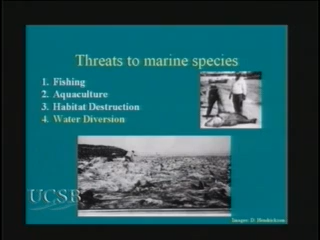 Threats to marine species
1. Fishing
2. Aquaculture
3. Habitat Destruction
4. Water Diversion
UCSB
Images: D. Hendrickson